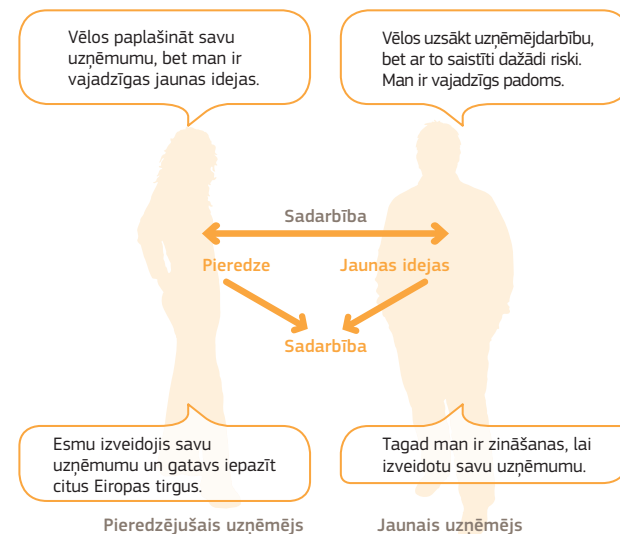 Vēlos paplašināt savu
uzņēmumu, bet man ir
vajadzīgas jaunas idejas.
Vēlos uzsākt uzņēmējdarbību,
bet ar to saistīti dažādi riski.
Man ir vajadzīgs padoms.
Sadarbība
Pieredze
Jaunas idejas
Sadarbība
Esmu izveidojis savu
uzņēmumu un gatavs iepazīt
citus Eiropas tirgus.
Tagad man ir zināšanas, lai
izveidotu savu uzņēmumu.
Pieredzējušais uzņēmējs
Jaunais uzņēmējs